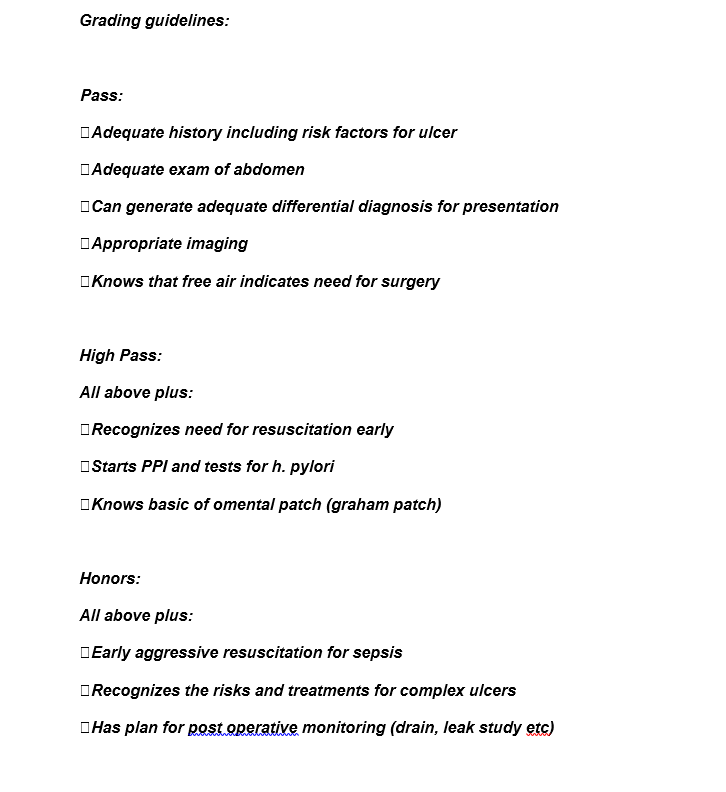 Grading guidelines:
Pass:
□Adequate history including risk factors for ulcer
□Adequate exam of abdomen
□Can generate adequate differential diagnosis for presentation
□Appropriate imaging
□Knows that free air indicates need for surgery
High Pass:
All above plus:
□Recognizes need for resuscitation early
□Starts PPI and tests for h. pylori
□Knows basic of omental patch (graham patch)
Honors:
All above plus:
□Early aggressive resuscitation for sepsis
□Recognizes the risks and treatments for complex ulcers
□Has plan for post operative monitoring (drain, leak study etc)